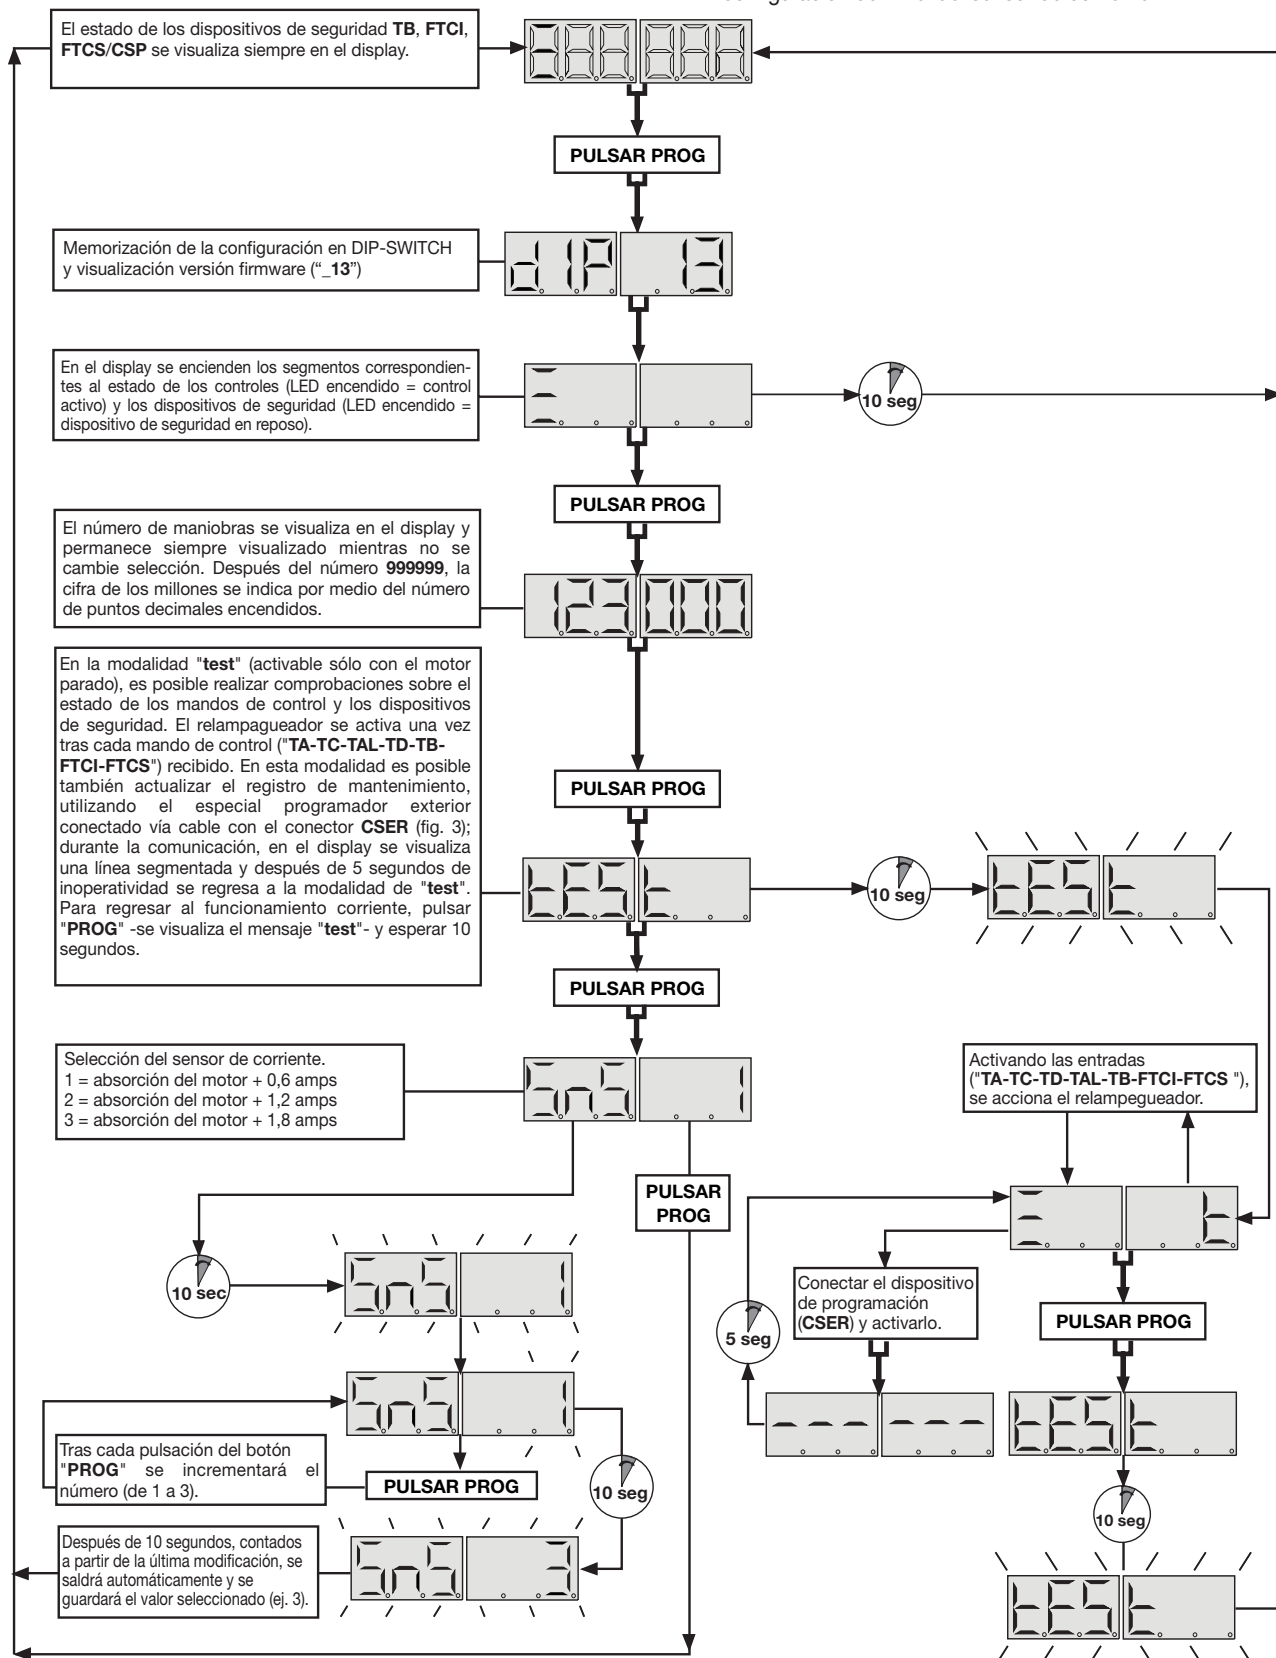 El estado de los dispositivos de seguridad TB, FTCI,
FTCS/CSP se visualiza siempre en el display.
PULSAR PROG
Memorización de la configuración en DIP-SWITCH
y visualización versión firmware ("_13")
dIP 13
En el display se encienden los segmentos correspondien-
tes al estado de los controles (LED encendido = control
activo) y los dispositivos de seguridad (LED encendido =
dispositivo de seguridad en reposo).
10 seg
PULSAR PROG
El número de maniobras se visualiza en el display y
permanece siempre visualizado mientras no se
cambie selección. Después del número 999999, la
cifra de los millones se indica por medio del número
de puntos decimales encendidos.
123000
En la modalidad "test" (activable sólo con el motor
parado), es posible realizar comprobaciones sobre el
estado de los mandos de control y los dispositivos
de seguridad. El relampagueador se activa una vez
tras cada mando de control ("TA-TC-TAL-TD-TB-
FTCI-FTCS") recibido. En esta modalidad es posible
también actualizar el registro de mantenimiento,
utilizando el especial programador exterior
conectado vía cable con el conector CSER (fig. 3);
durante la comunicación, en el display se visualiza
una línea segmentada y después de 5 segundos de
inoperatividad se regresa a la modalidad de "test".
Para regresar al funcionamiento corriente, pulsar
"PROG" -se visualiza el mensaje "test"- y esperar 10
segundos.
PULSAR PROG
tESt
10 seg
tESt
PULSAR PROG
Selección del sensor de corriente.
1 = absorción del motor + 0,6 amps
2 = absorción del motor + 1,2 amps
3 = absorción del motor + 1,8 amps
SnS 1
Activando las entradas
("TA-TC-TD-TAL-TB-FTCI-FTCS "),
se acciona el relampegueador.
PULSAR
PROG
t
10 sec
SnS 1
Conectar el dispositivo
de programación
(CSER) y activarlo.
5 seg
PULSAR PROG
SnS 1
--- ---
tESt
Tras cada pulsación del botón
"PROG" se incrementará el
número (de 1 a 3).
PULSAR PROG
10 seg
10 seg
Después de 10 segundos, contados
a partir de la última modificación, se
saldrá automáticamente y se
guardará el valor seleccionado (ej. 3).
SnS 3
tESt